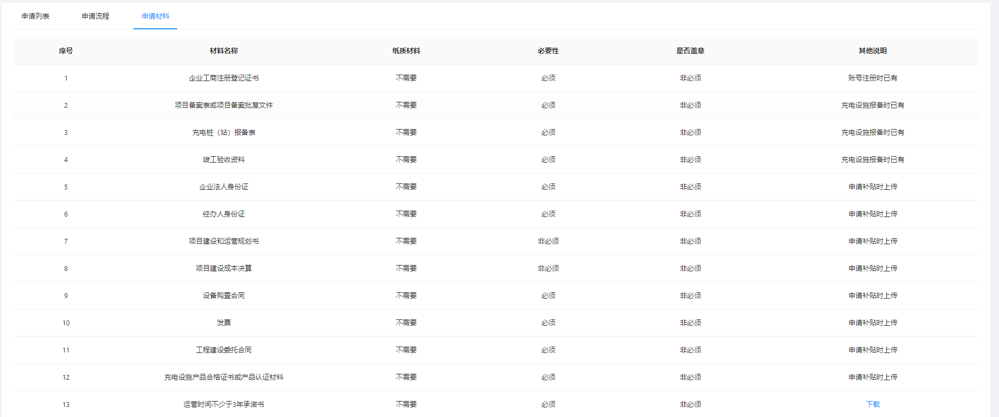 申请列表 申请流程 申请材料
序号 材料名称 纸质材料 必要性 是否盖章 其他说明
1 企业工商注册登记证书 不需要 必须 非必须 账号注册时已有
2 项目备案表或项目备案批复文件 不需要 必须 非必须 充电设施报备时已有
3 充电桩（站）报备表 不需要 必须 非必须 充电设施报备时已有
4 竣工验收资料 不需要 必须 非必须 充电设施报备时已有
5 企业法人身份证 不需要 必须 非必须 申请补贴时上传
6 经办人身份证 不需要 必须 非必须 申请补贴时上传
7 项目建设和运营规划书 不需要 非必须 非必须 申请补贴时上传
8 项目建设成本决算 不需要 非必须 非必须 申请补贴时上传
9 设备购置合同 不需要 必须 非必须 申请补贴时上传
10 发票 不需要 必须 非必须 申请补贴时上传
11 工程建设委托合同 不需要 必须 非必须 申请补贴时上传
12 充电设施产品合格证书或产品认证材料 不需要 必须 非必须 申请补贴时上传
13 运营时间不少于3年承诺书 不需要 必须 非必须 下载